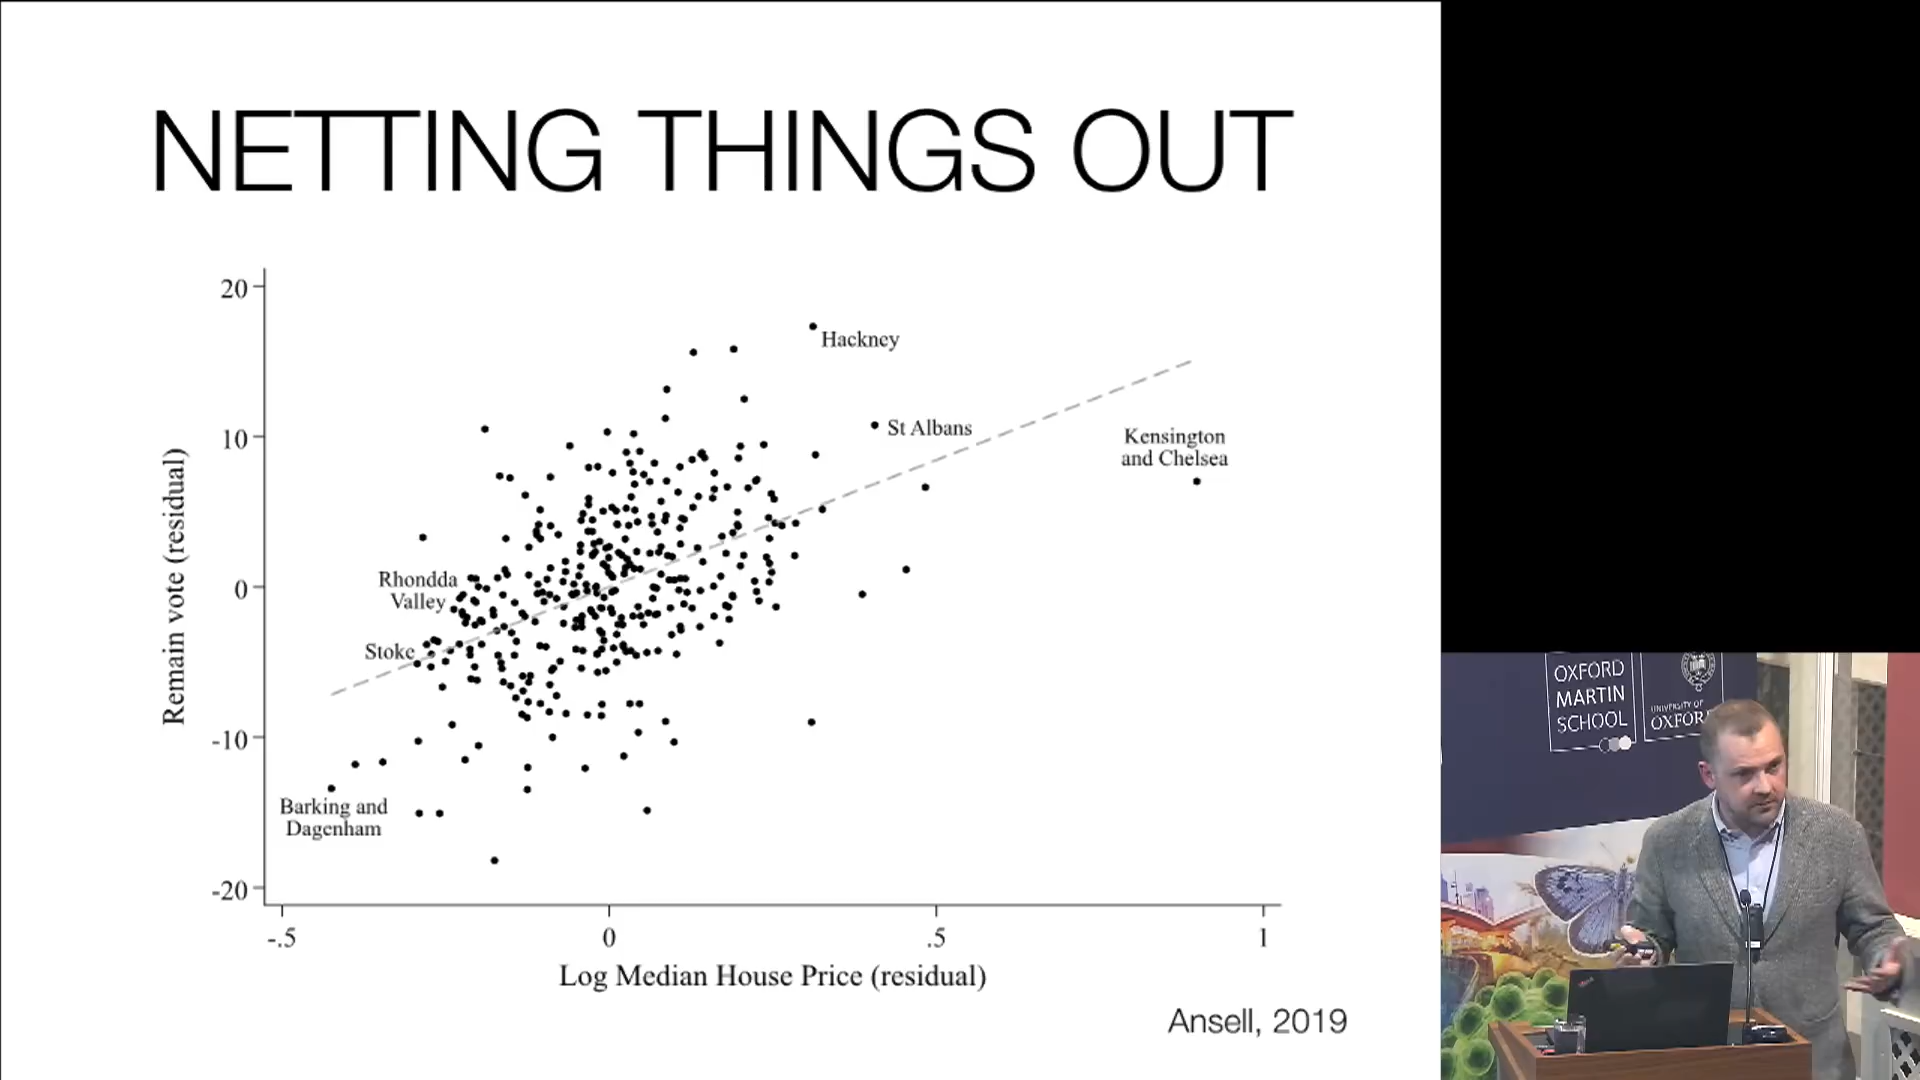 NETTING THINGS OUT
20
10
0
-10
-20
Remain vote (residual)
Hackney
St Albans
Kensington
and Chelsea
Rhondda
Valley
Stoke
Barking and
Dagenham
-.5
0
.5
1
Log Median House Price (residual)
Ansell, 2019
OXFORD
MARTIN
SCHOOL
UNIVERSITY OF
OXFORD